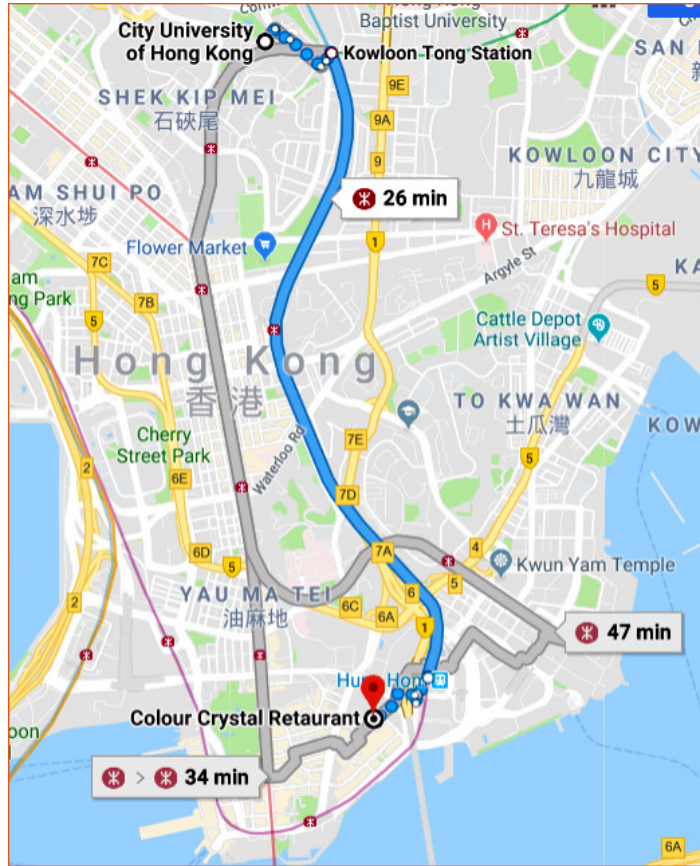 Baptist University
City University
of Hong Kong
Kowloon Tong Station
9E
SHEK KIP MEI
石硤尾
9A
9
KOWLOON CITY
九龍城
AM SHUI PO
深水埗
26 min
H
St. Teresa's Hospital
Flower Market
1
Argyle St
7C
5
7B
am
ng Park
5
Cattle Depot
Artist Village
Hong Kong
香港
TO KWA WAN
土瓜灣
KOW
Cherry
Street Park
Waterloo Rd
7E
2
6E
5
7D
6D
5
7A
4
Kwun Yam Temple
YAU MA TEI
油麻地
2
6C
6
5
6A
1
47 min
Colour Crystal Retaurant
oon
> 34 min
6A